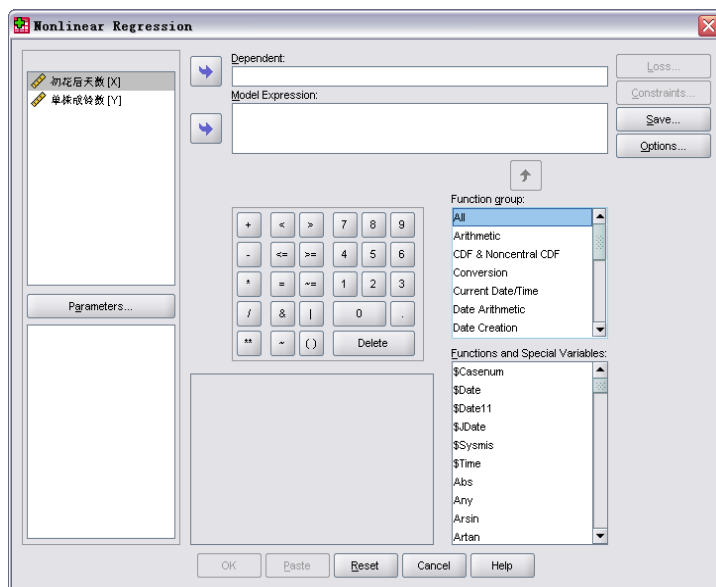 Nonlinear Regression
初花后天数 [X]
单株成铃数 [Y]
Dependent:
Model Expression:
Loss...
Constraints...
Save...
Options...
Parameters...
+ < > 7 8 9
- <= >= 4 5 6
* = ~= 1 2 3
/ & | 0 .
** ~ ( ) Delete
Function group:
All
Arithmetic
CDF & Noncentral CDF
Conversion
Current Date/Time
Date Arithmetic
Date Creation
Functions and Special Variables:
$Casenum
$Date
$Date11
$JDate
$Sysmis
$Time
Abs
Any
Arsin
Artan
OK
Paste
Reset
Cancel
Help